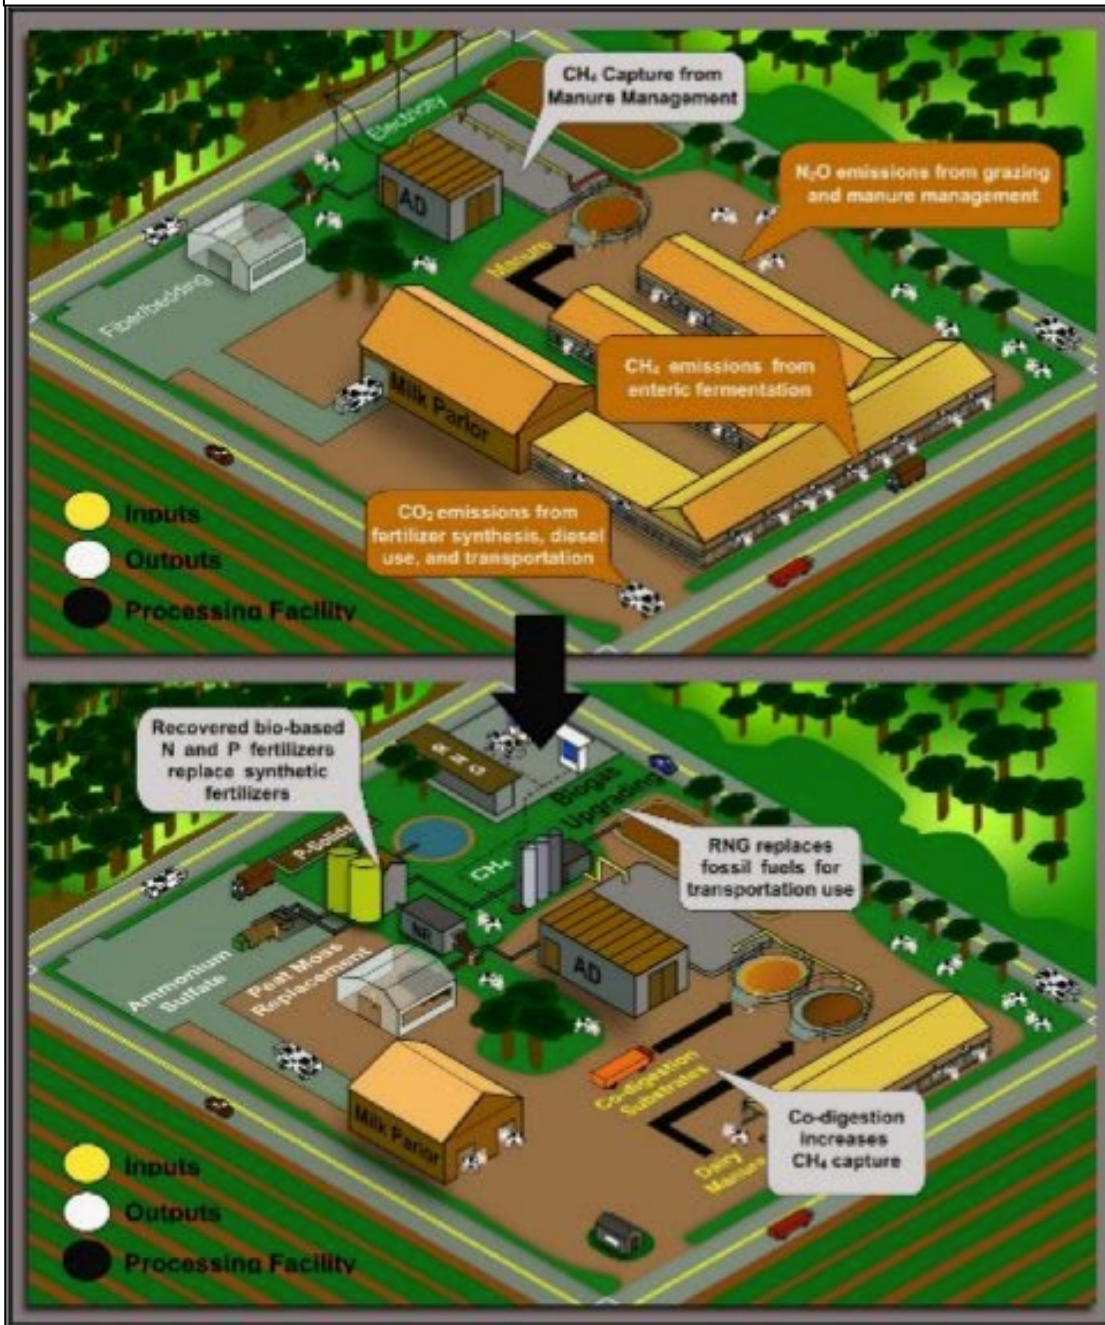 CH₄ Capture from
Manure Management
Electricity
N₂O emissions from grazing
and manure management
AD
Manure
Fiber/bedding
CH₄ emissions from
enteric fermentation
Milk Parlor
CO₂ emissions from
fertilizer synthesis, diesel
use, and transportation
Inputs
Outputs
Processing Facility
Recovered bio-based
N and P fertilizers
replace synthetic
fertilizers
RNG
Biogas
Upgrading
P-Solids
CH₄
RNG replaces
fossil fuels for
transportation use
NR
AD
Ammonium
Sulfate
Peat Moss
Replacement
Co-digestion
Substrates
Milk Parlor
Dairy
Manure
Co-digestion
increases
CH₄ capture
Inputs
Outputs
Processing Facility